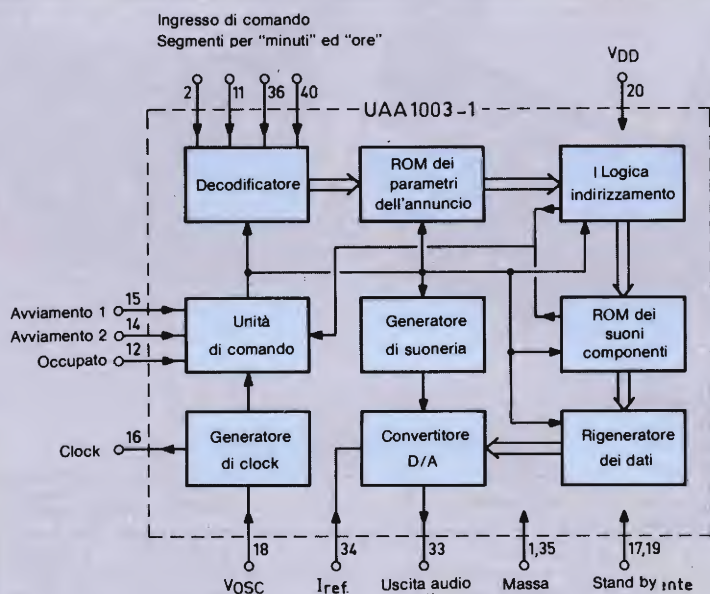 Ingresso di comando
Segmenti per "minuti" ed "ore"
VDD
2 11 36 40 20
UAA1003-1
Decodificatore
ROM dei
parametri
dell'annuncio
I Logica
indirizzamento
Avviamento 1 15
Avviamento 2 14
Occupato 12
Unità
di comando
Generatore
di suoneria
ROM dei
suoni
componenti
Clock 16
Generatore
di clock
Convertitore
D/A
Rigeneratore
dei dati
18 34 33 1,35 17,19
VOSC Iref. Uscita audio Massa Stand by ınte